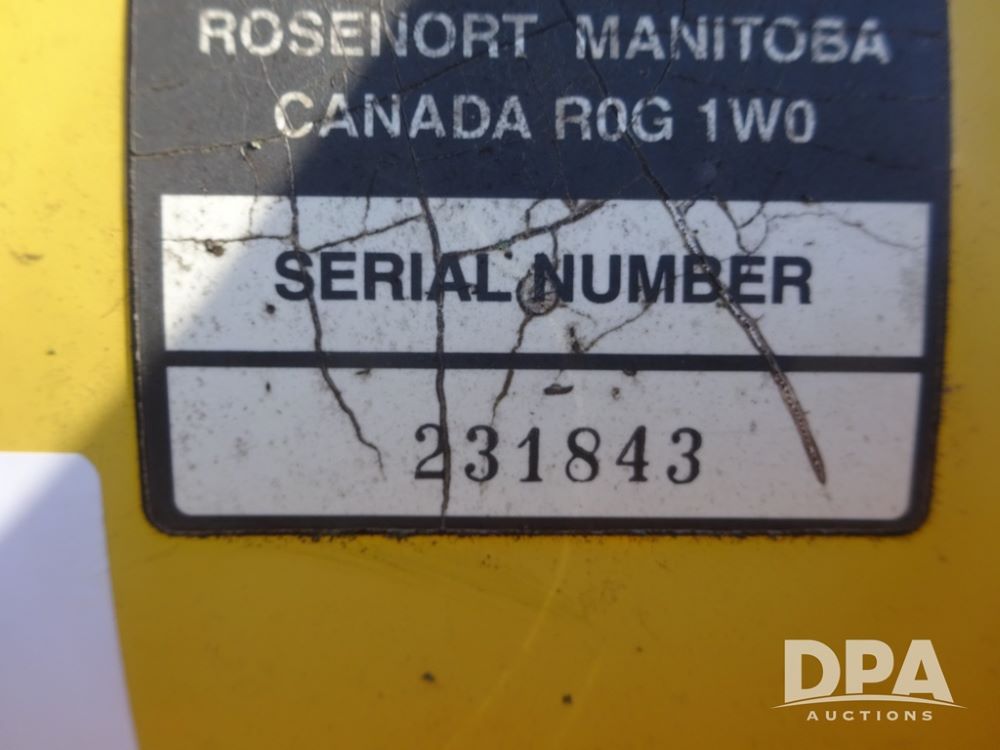 ROSENORT MANITOBA
CANADA R0G 1W0
SERIAL NUMBER
231843
DPA
AUCTIONS